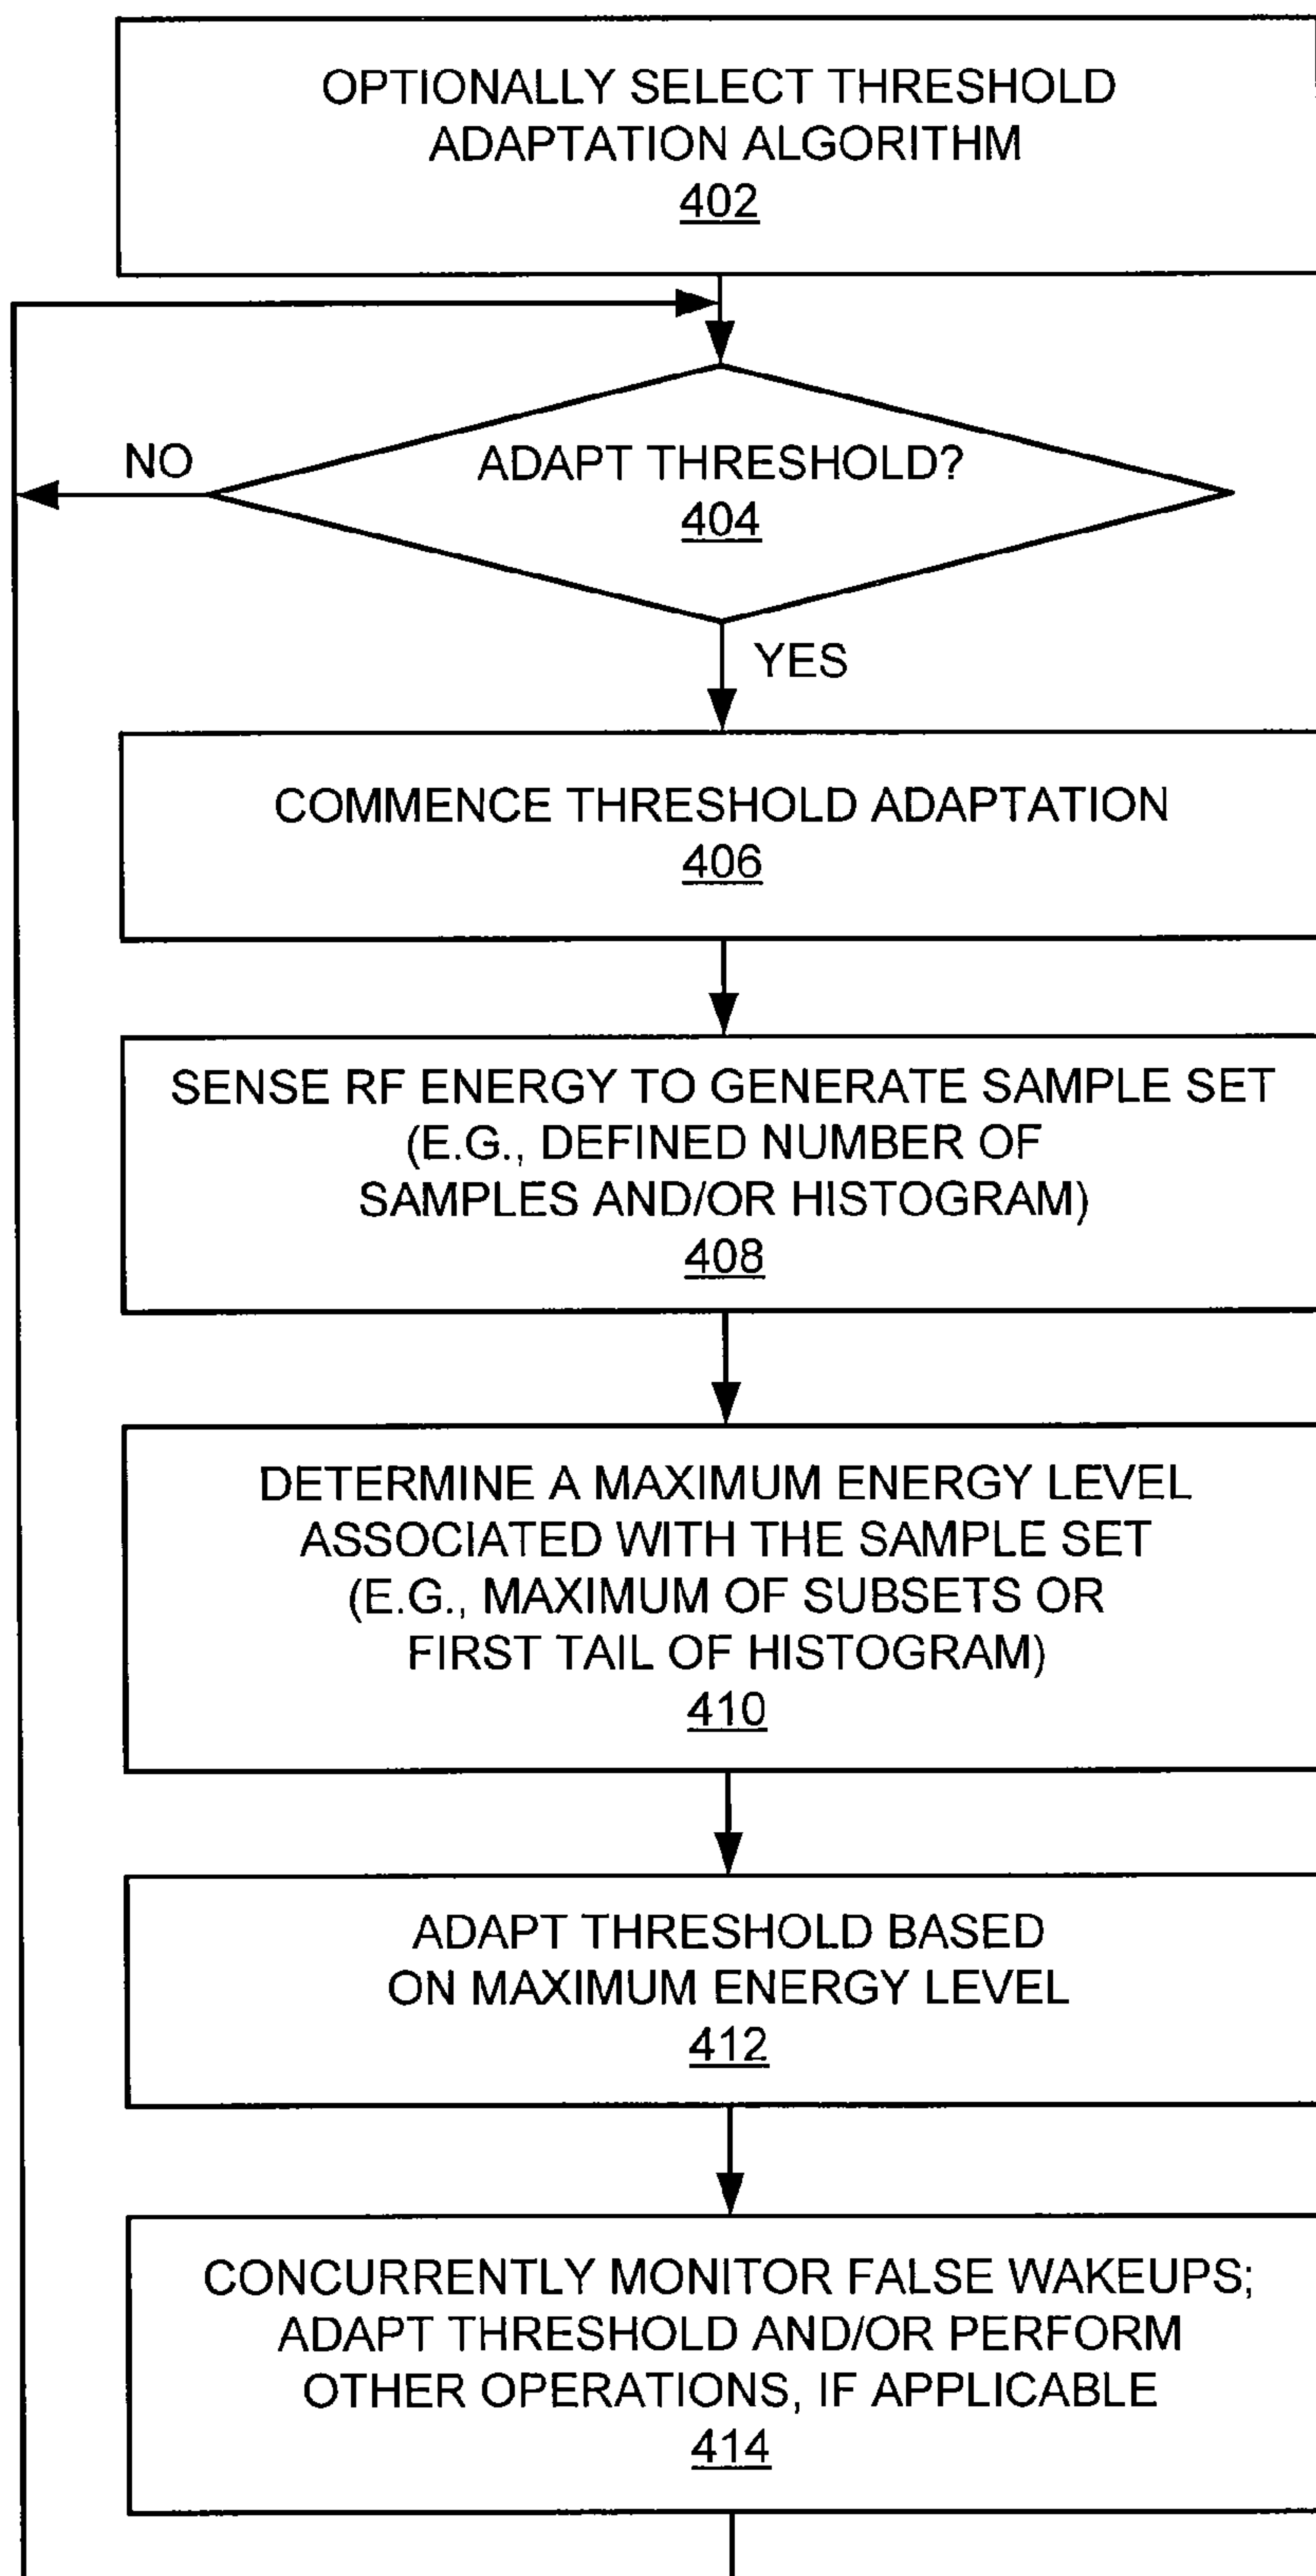 OPTIONALLY SELECT THRESHOLD
ADAPTATION ALGORITHM
402
NO
ADAPT THRESHOLD?
404
YES
COMMENCE THRESHOLD ADAPTATION
406
SENSE RF ENERGY TO GENERATE SAMPLE SET
(E.G., DEFINED NUMBER OF
SAMPLES AND/OR HISTOGRAM)
408
DETERMINE A MAXIMUM ENERGY LEVEL
ASSOCIATED WITH THE SAMPLE SET
(E.G., MAXIMUM OF SUBSETS OR
FIRST TAIL OF HISTOGRAM)
410
ADAPT THRESHOLD BASED
ON MAXIMUM ENERGY LEVEL
412
CONCURRENTLY MONITOR FALSE WAKEUPS;
ADAPT THRESHOLD AND/OR PERFORM
OTHER OPERATIONS, IF APPLICABLE
414